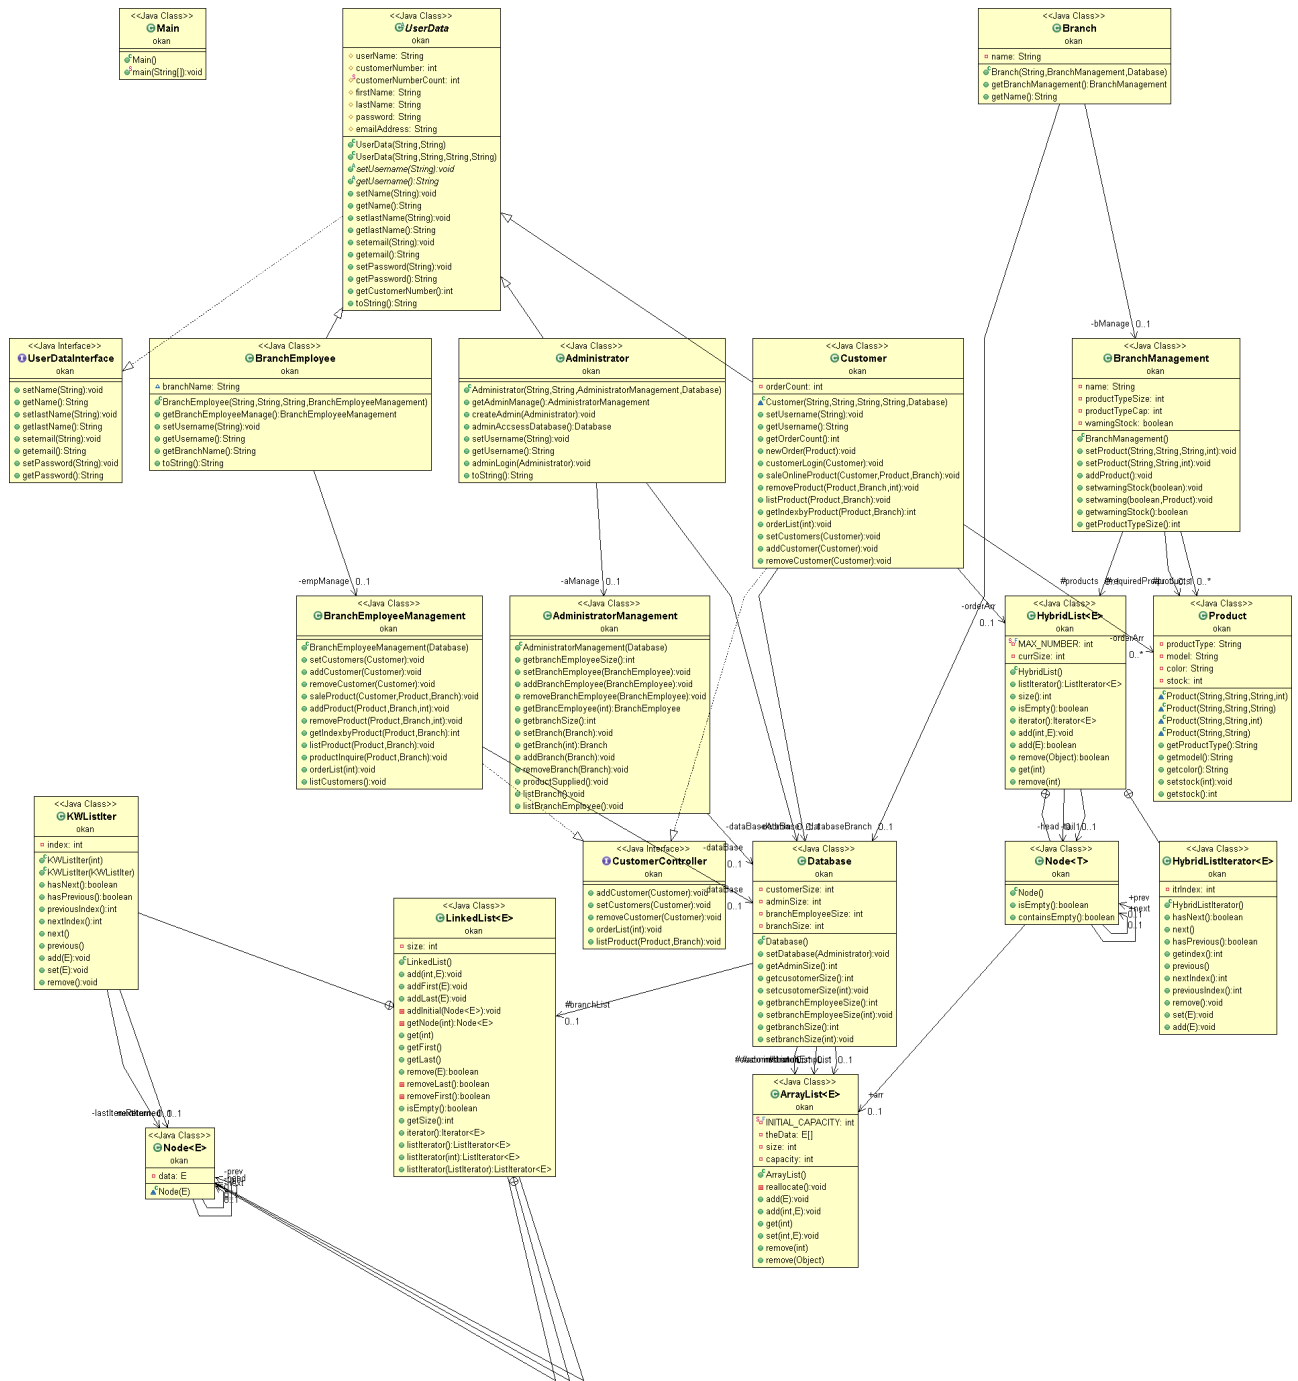 <<Java Class>>
Main
okan
Main()
main(String[]):void
<<Java Class>>
UserData
okan
userName: String
customerNumber: int
customerNumberCount: int
firstName: String
lastName: String
password: String
emailAddress: String
UserData(String,String)
UserData(String,String,String,String)
setUsername(String):void
getUsername():String
setName(String):void
getName():String
setlastName(String):void
getlastName():String
setemail(String):void
getemail():String
setPassword(String):void
getPassword():String
getCustomerNumber():int
toString():String
<<Java Class>>
Branch
okan
name: String
Branch(String,BranchManagement,Database)
getBranchManagement():BranchManagement
getName():String
-bManage 0..1
<<Java Interface>>
UserDataInterface
okan
setName(String):void
getName():String
setlastName(String):void
getlastName():String
setemail(String):void
getemail():String
setPassword(String):void
getPassword():String
<<Java Class>>
BranchEmployee
okan
branchName: String
BranchEmployee(String,String,String,BranchEmployeeManagement)
getBranchEmployeeManage():BranchEmployeeManagement
setUsername(String):void
getUsername():String
getBranchName():String
toString():String
<<Java Class>>
Administrator
okan
Administrator(String,String,AdministratorManagement,Database)
getAdminManage():AdministratorManagement
createAdmin(Administrator):void
adminAccsessDatabase():Database
setUsername(String):void
getUsername():String
adminLogin(Administrator):void
toString():String
<<Java Class>>
Customer
okan
orderCount: int
Customer(String,String,String,String,Database)
setUsername(String):void
getUsername():String
getOrderCount():int
newOrder(Product):void
customerLogin(Customer):void
saleOnlineProduct(Customer,Product,Branch):void
removeProduct(Product,Branch,int):void
listProduct(Product,Branch):void
getIndexbyProduct(Product,Branch):int
orderList(int):void
setCustomers(Customer):void
addCustomer(Customer):void
removeCustomer(Customer):void
<<Java Class>>
BranchManagement
okan
name: String
productTypeSize: int
productTypeCap: int
warningStock: boolean
BranchManagement()
setProduct(String,String,String,int):void
setProduct(String,String,int):void
addProduct():void
setwarningStock(boolean):void
setwarning(boolean,Product):void
getwarningStock():boolean
getProductTypeSize():int
-empManage 0..1
-aManage 0..1
-orderArr
0..1
-orderArr
0..*
#products
0..*
<<Java Class>>
BranchEmployeeManagement
okan
BranchEmployeeManagement(Database)
setCustomers(Customer):void
addCustomer(Customer):void
removeCustomer(Customer):void
saleProduct(Customer,Product,Branch):void
addProduct(Product,Branch,int):void
removeProduct(Product,Branch,int):void
getIndexbyProduct(Product,Branch):int
listProduct(Product,Branch):void
productInquire(Product,Branch):void
orderList(int):void
listCustomers():void
<<Java Class>>
AdministratorManagement
okan
AdministratorManagement(Database)
getbranchEmployeeSize():int
setBranchEmployee(BranchEmployee):void
addBranchEmployee(BranchEmployee):void
removeBranchEmployee(BranchEmployee):void
getBrancEmployee(int):BranchEmployee
getbranchSize():int
setBranch(Branch):void
getBranch(int):Branch
addBranch(Branch):void
removeBranch(Branch):void
productSupplied():void
listBranch():void
listBranchEmployee():void
<<Java Class>>
HybridList<E>
okan
MAX_NUMBER: int
currSize: int
HybridList()
listIterator():ListIterator<E>
size():int
isEmpty():boolean
iterator():Iterator<E>
add(int,E):void
add(E):boolean
remove(Object):boolean
get(int)
remove(int)
<<Java Class>>
Product
okan
productType: String
model: String
color: String
stock: int
Product(String,String,String,int)
Product(String,String,String)
Product(String,String,int)
Product(String,String)
getProductType():String
getmodel():String
getcolor():String
setstock(int):void
getstock():int
-head
0..1
0..1
-dataBase
0..1
-dataBase
0..1
<<Java Class>>
KWListIter
okan
index: int
KWListIter(int)
KWListIter(KWListIter)
hasNext():boolean
hasPrevious():boolean
previousIndex():int
nextIndex():int
next()
previous()
add(E):void
set(E):void
remove():void
<<Java Interface>>
CustomerController
okan
addCustomer(Customer):void
setCustomers(Customer):void
removeCustomer(Customer):void
orderList(int):void
listProduct(Product,Branch):void
<<Java Class>>
Database
okan
customerSize: int
adminSize: int
branchEmployeeSize: int
branchSize: int
Database()
setDatabase(Administrator):void
getAdminSize():int
getcusotomerSize():int
setcusotomerSize(int):void
getbranchEmployeeSize():int
setbranchEmployeeSize(int):void
getbranchSize():int
setbranchSize(int):void
<<Java Class>>
Node<T>
okan
Node()
isEmpty():boolean
containsEmpty():boolean
+prev
+next
0..1
0..1
<<Java Class>>
HybridListIterator<E>
okan
itrIndex: int
HybridListIterator()
hasNext():boolean
next()
hasPrevious():boolean
getindex():int
previous()
nextIndex():int
previousIndex():int
remove():void
set(E):void
add(E):void
<<Java Class>>
LinkedList<E>
okan
size: int
LinkedList()
add(int,E):void
addFirst(E):void
addLast(E):void
addInitial(Node<E>):void
getNode(int):Node<E>
get(int)
getFirst()
getLast()
remove(E):boolean
removeLast():boolean
removeFirst():boolean
isEmpty():boolean
getSize():int
iterator():Iterator<E>
listIterator():ListIterator<E>
listIterator(int):ListIterator<E>
listIterator(ListIterator):ListIterator<E>
#branchList
0..1
0..1
+arr
0..1
<<Java Class>>
ArrayList<E>
okan
INITIAL_CAPACITY: int
theData: E[]
size: int
capacity: int
ArrayList()
reallocate():void
add(E):void
add(int,E):void
get(int)
set(int,E):void
remove(int)
remove(Object)
0..1
<<Java Class>>
Node<E>
okan
data: E
Node(E)
-prev
0..1